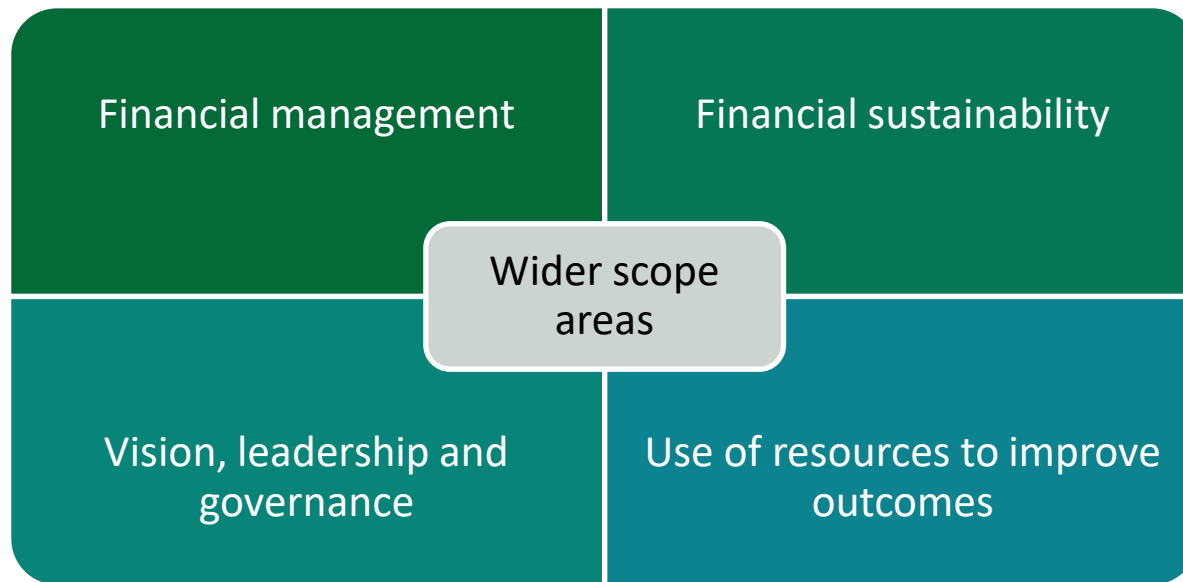 Financial management
Financial sustainability
Wider scope
areas
Vision, leadership and
governance
Use of resources to improve
outcomes